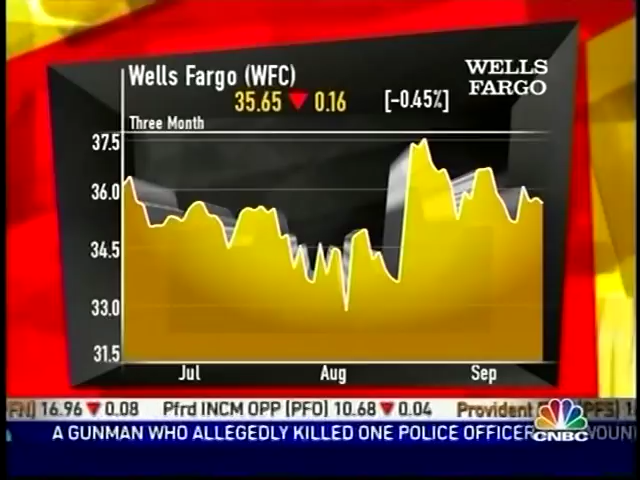 Wells Fargo (WFC)
WELLS
FARGO
35.65 ▼ 0.16 [-0.45%]
Three Month
37.5
36.0
34.5
33.0
31.5
Jul Aug Sep
16.96 ▼ 0.08 Pfrd INCM OPP (PFO) 10.68 ▼ 0.04 Provident
CNBC
A GUNMAN WHO ALLEGEDLY KILLED ONE POLICE OFFICER